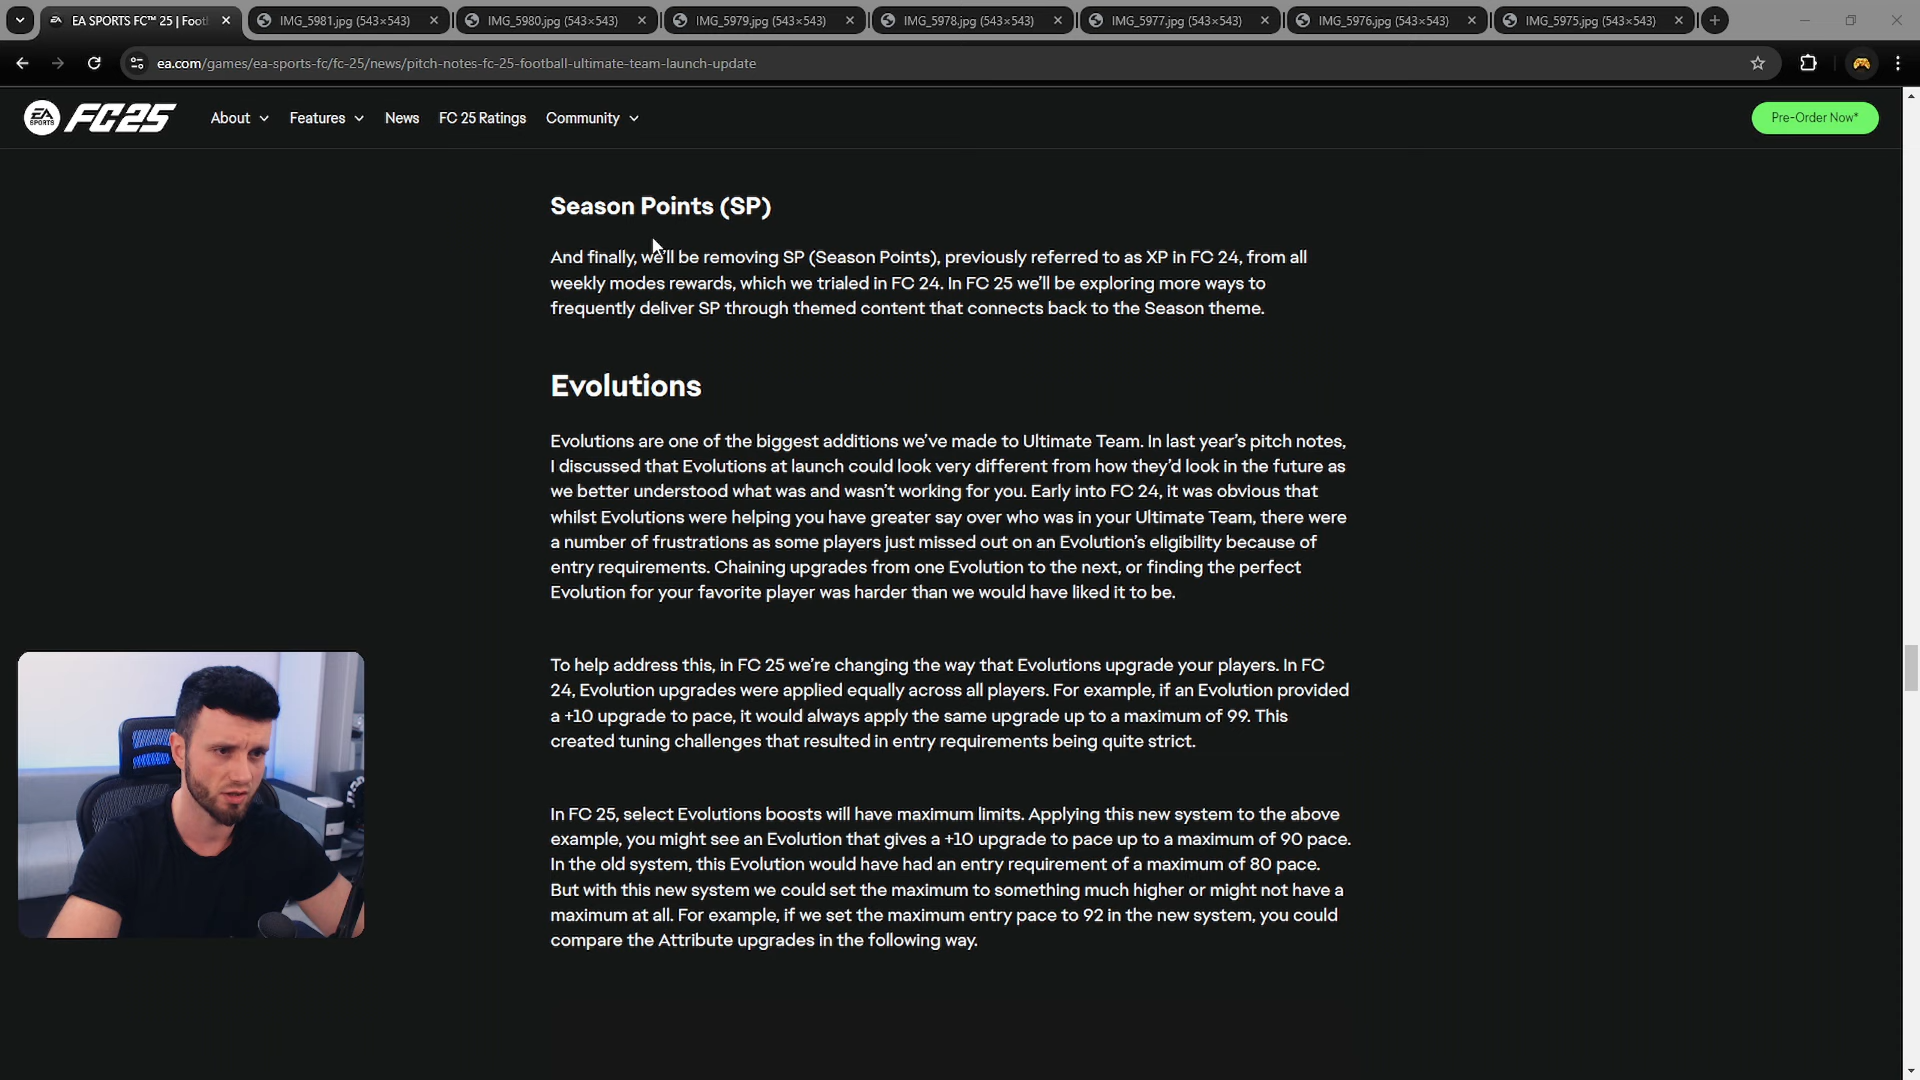 EA SPORTS FC™ 25 | Foot
IMG_5981.jpg (543×543)
IMG_5980.jpg (543×543)
IMG_5979.jpg (543×543)
IMG_5978.jpg (543×543)
IMG_5977.jpg (543×543)
IMG_5976.jpg (543×543)
IMG_5975.jpg (543×543)
ea.com/games/ea-sports-fc/fc-25/news/pitch-notes-fc-25-football-ultimate-team-launch-update
EA SPORTS FC25
About
Features
News
FC 25 Ratings
Community
Pre-Order Now*
Season Points (SP)
And finally, we'll be removing SP (Season Points), previously referred to as XP in FC 24, from all
weekly modes rewards, which we trialed in FC 24. In FC 25 we'll be exploring more ways to
frequently deliver SP through themed content that connects back to the Season theme.
Evolutions
Evolutions are one of the biggest additions we've made to Ultimate Team. In last year's pitch notes,
I discussed that Evolutions at launch could look very different from how they'd look in the future as
we better understood what was and wasn't working for you. Early into FC 24, it was obvious that
whilst Evolutions were helping you have greater say over who was in your Ultimate Team, there were
a number of frustrations as some players just missed out on an Evolution's eligibility because of
entry requirements. Chaining upgrades from one Evolution to the next, or finding the perfect
Evolution for your favorite player was harder than we would have liked it to be.
To help address this, in FC 25 we're changing the way that Evolutions upgrade your players. In FC
24, Evolution upgrades were applied equally across all players. For example, if an Evolution provided
a +10 upgrade to pace, it would always apply the same upgrade up to a maximum of 99. This
created tuning challenges that resulted in entry requirements being quite strict.
In FC 25, select Evolutions boosts will have maximum limits. Applying this new system to the above
example, you might see an Evolution that gives a +10 upgrade to pace up to a maximum of 90 pace.
In the old system, this Evolution would have had an entry requirement of a maximum of 80 pace.
But with this new system we could set the maximum to something much higher or might not have a
maximum at all. For example, if we set the maximum entry pace to 92 in the new system, you could
compare the Attribute upgrades in the following way.